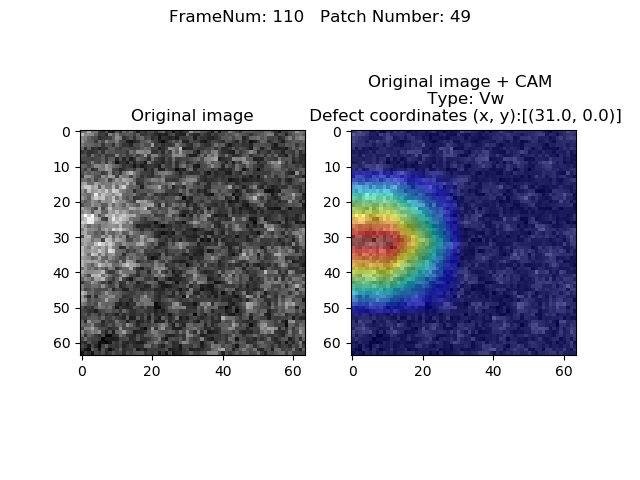 FrameNum: 110   Patch Number: 49
Original image
Original image + CAM
Type: Vw
Defect coordinates (x, y):[(31.0, 0.0)]
0
10
20
30
40
50
60
0 20 40 60
0
10
20
30
40
50
60
0 20 40 60